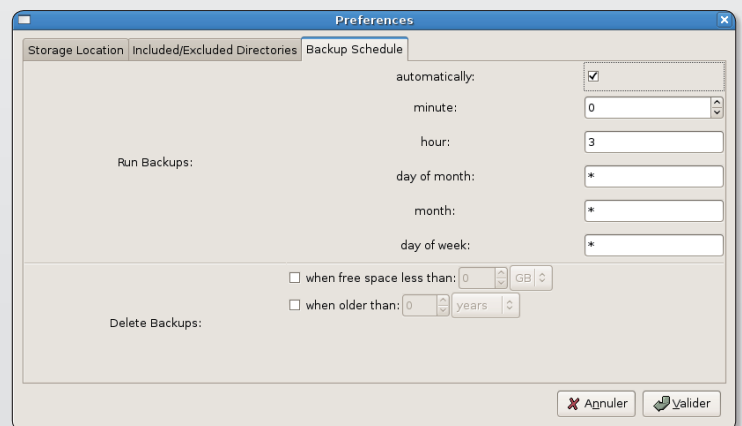 Preferences
Storage Location Included/Excluded Directories Backup Schedule
automatically:
minute: 0
hour: 3
Run Backups:
day of month: *
month: *
day of week: *
when free space less than: 0 GB
when older than: 0 years
Delete Backups:
Annuler Valider